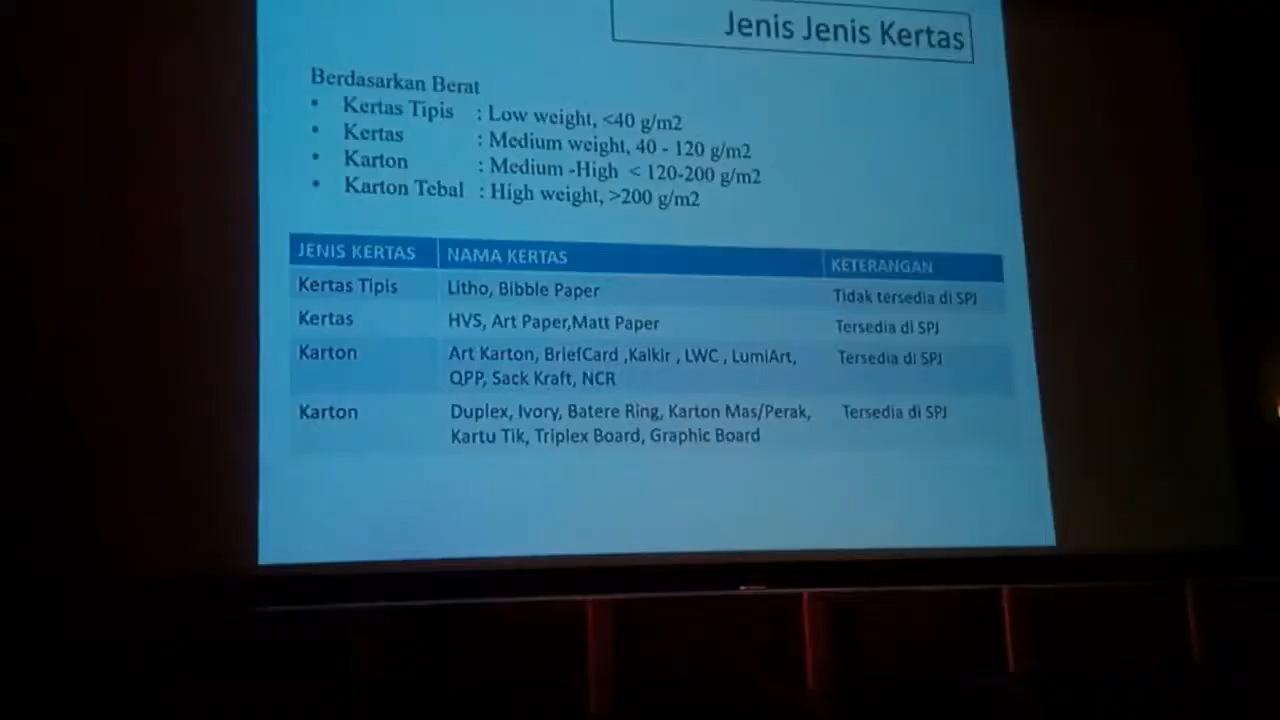 Jenis Jenis Kertas
Berdasarkan Berat
• Kertas Tipis : Low weight, <40 g/m2
• Kertas : Medium weight, 40 - 120 g/m2
• Karton : Medium -High < 120-200 g/m2
• Karton Tebal : High weight, >200 g/m2
JENIS KERTAS NAMA KERTAS KETERANGAN
Kertas Tipis Litho, Bibble Paper Tidak tersedia di SPJ
Kertas HVS, Art Paper,Matt Paper Tersedia di SPJ
Karton Art Karton, BriefCard ,Kalkir , LWC , LumiArt, Tersedia di SPJ
QPP, Sack Kraft, NCR
Karton Duplex, Ivory, Batere Ring, Karton Mas/Perak, Tersedia di SPJ
Kartu Tik, Triplex Board, Graphic Board